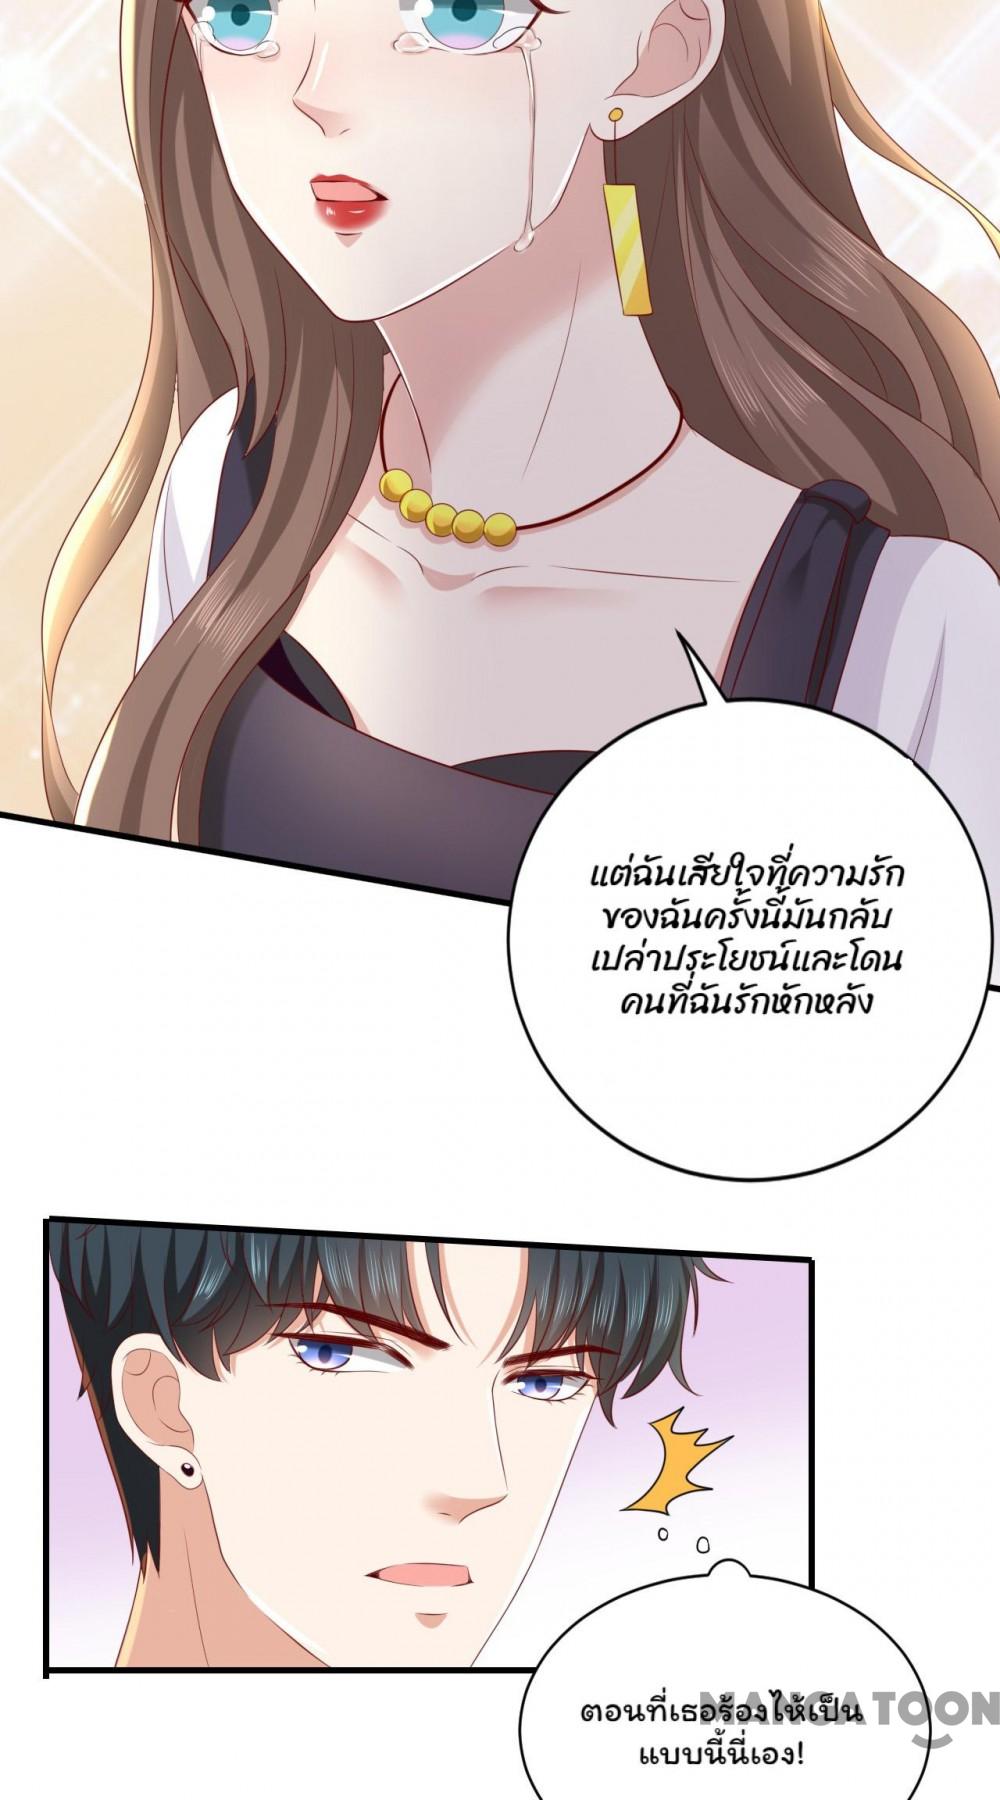 แต่ฉันเสียใจที่ความรัก
ของฉันครั้งนี้มันกลับ
เปล่าประโยชน์และโดน
คนที่ฉันรักหักหลัง
ตอนที่เธอร้องไห้เป็น
แบบนี้นี่เอง!
MANGATOON